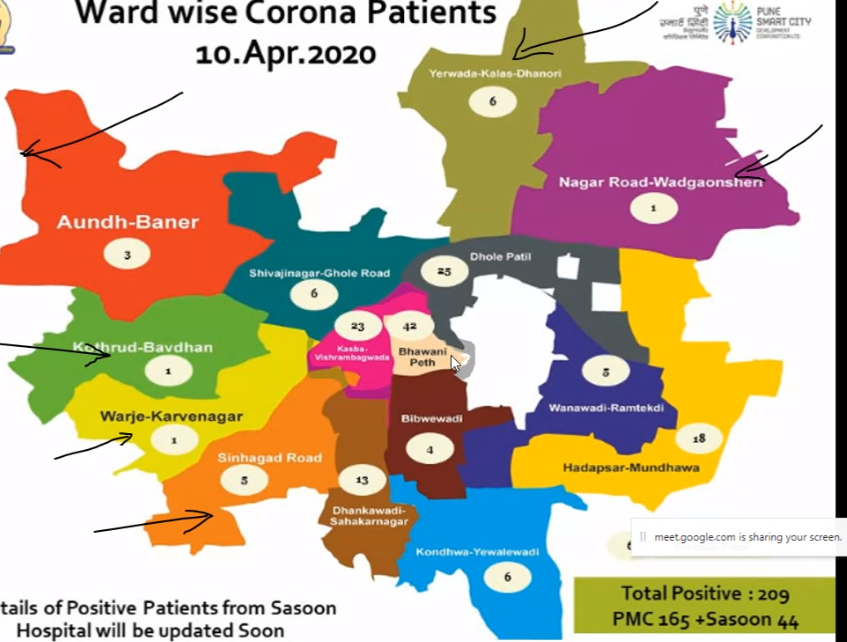 Ward wise Corona Patients
10.Apr.2020
पुणे
स्मार्ट सिटी
PUNE
SMART CITY
DEVELOPMENT
CORPORATION LTD.
Yerwada-Kalas-Dhanori
6
Nagar Road-Wadgaonsheri
1
Aundh-Baner
3
Dhole Patil
25
Shivajinagar-Ghole Road
6
23
42
Kasba-
Vishrambagwada
Bhawani
Peth
Kothrud-Bavdhan
1
5
Wanawadi-Ramtekdi
Warje-Karvenagar
1
Bibwewadi
4
18
Hadapsar-Mundhawa
Sinhagad Road
5
13
Dhankawadi-
Sahakarnagar
Kondhwa-Yewalewadi
6
meet.google.com is sharing your screen.
Total Positive : 209
PMC 165 +Sasoon 44
tails of Positive Patients from Sasoon
Hospital will be updated Soon